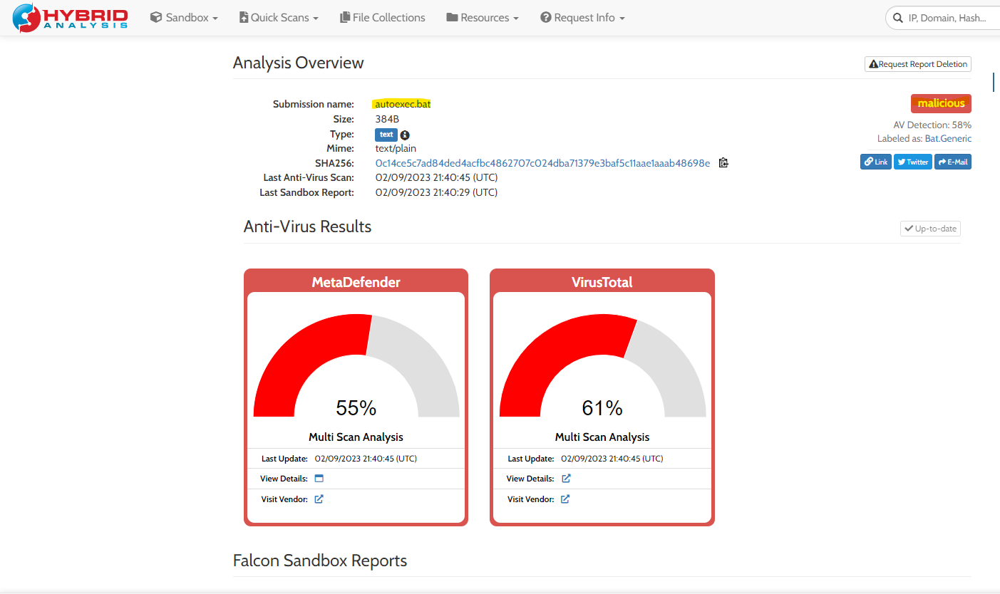 HYBRID
ANALYSIS
Sandbox
Quick Scans
File Collections
Resources
Request Info
IP, Domain, Hash...
Analysis Overview
Request Report Deletion
Submission name: autoexec.bat
malicious
Size: 384B
AV Detection: 58%
Type: text
Labeled as: Bat.Generic
Mime: text/plain
SHA256: 0c14ce5c7ad84ded4acfbc4862707c024dba71379e3baf5c11aae1aaab48698e
Link Twitter E-Mail
Last Anti-Virus Scan: 02/09/2023 21:40:45 (UTC)
Last Sandbox Report: 02/09/2023 21:40:29 (UTC)
Anti-Virus Results
Up-to-date
MetaDefender
55%
Multi Scan Analysis
Last Update: 02/09/2023 21:40:45 (UTC)
View Details:
Visit Vendor:
VirusTotal
61%
Multi Scan Analysis
Last Update: 02/09/2023 21:40:45 (UTC)
View Details:
Visit Vendor:
Falcon Sandbox Reports